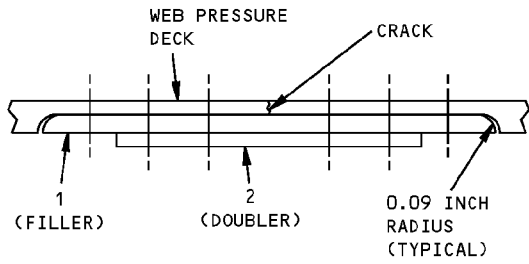 WEB PRESSURE
DECK
CRACK
1
(FILLER)
2
(DOUBLER)
0.09 INCH
RADIUS
(TYPICAL)